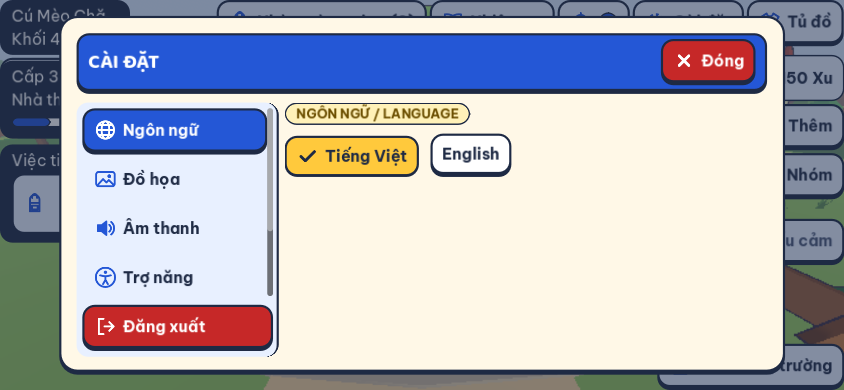 Cú Mèo Chă
Khối 4
Tủ đồ
CÀI ĐẶT
Đóng
Cấp 3
Nhà th
50 Xu
NGÔN NGỮ / LANGUAGE
Ngôn ngữ
Tiếng Việt
English
Thêm
Việc ti
Đồ họa
Nhóm
Âm thanh
u cảm
Trợ năng
Đăng xuất
trường